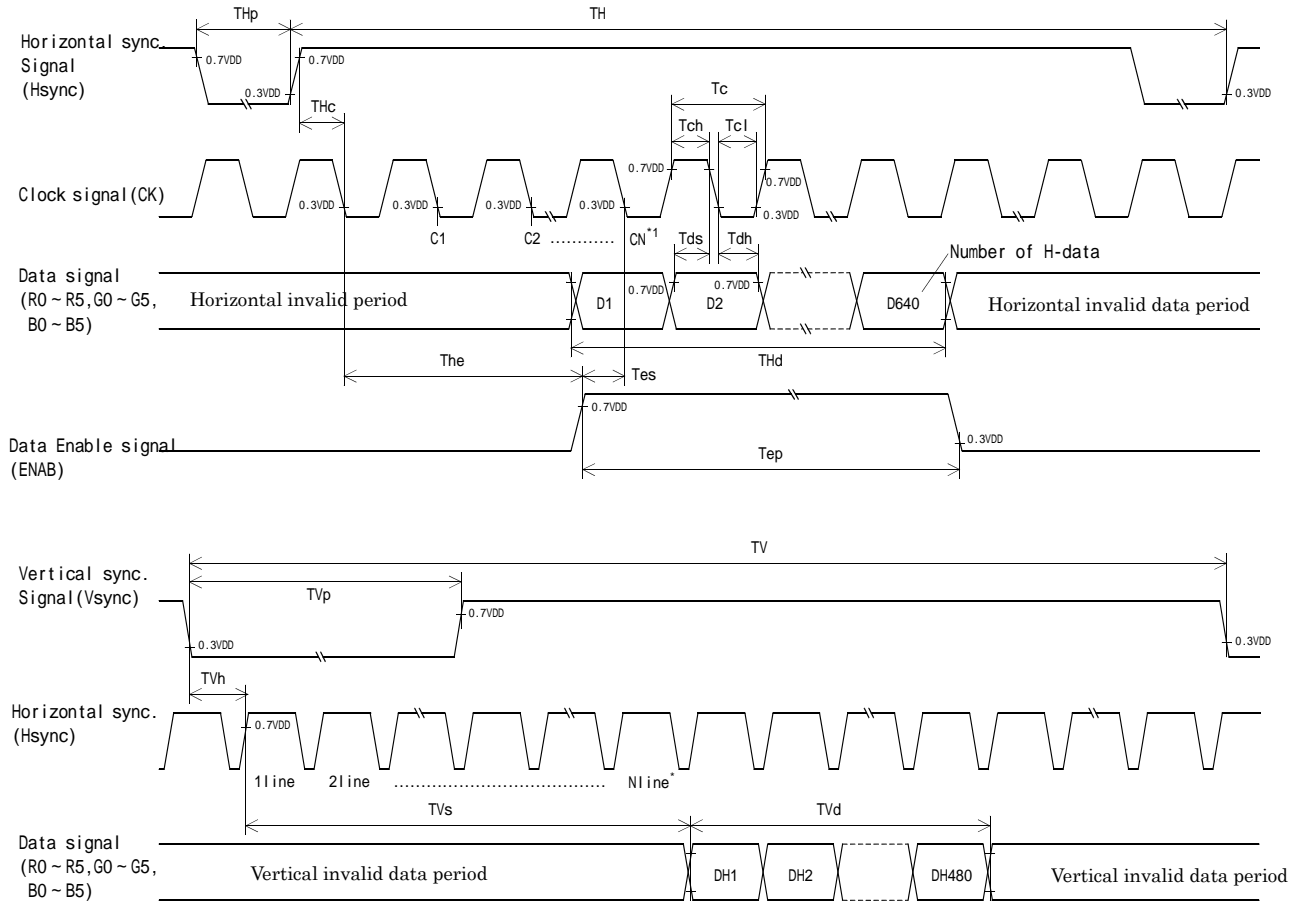 THp
TH
Horizontal sync.
Signal
(Hsync)
0.7VDD
0.7VDD
0.3VDD
0.3VDD
THc
Tc
Tch
Tcl
Clock signal(CK)
0.7VDD
0.7VDD
0.3VDD
0.3VDD
0.3VDD
0.3VDD
0.3VDD
C1
C2 ............ CN*1
Tds
Tdh
Number of H-data
Data signal
(R0~R5,G0~G5,
B0~B5)
Horizontal invalid period
D1
0.7VDD
D2
0.7VDD
D640
Horizontal invalid data period
THd
The
Tes
0.7VDD
Data Enable signal
(ENAB)
0.3VDD
Tep
TV
Vertical sync.
Signal(Vsync)
TVp
0.7VDD
0.3VDD
0.3VDD
TVh
Horizontal sync.
(Hsync)
0.7VDD
1line 2line ...................................... Nline*
TVs
TVd
Data signal
(R0~R5,G0~G5,
B0~B5)
Vertical invalid data period
DH1
DH2
DH480
Vertical invalid data period